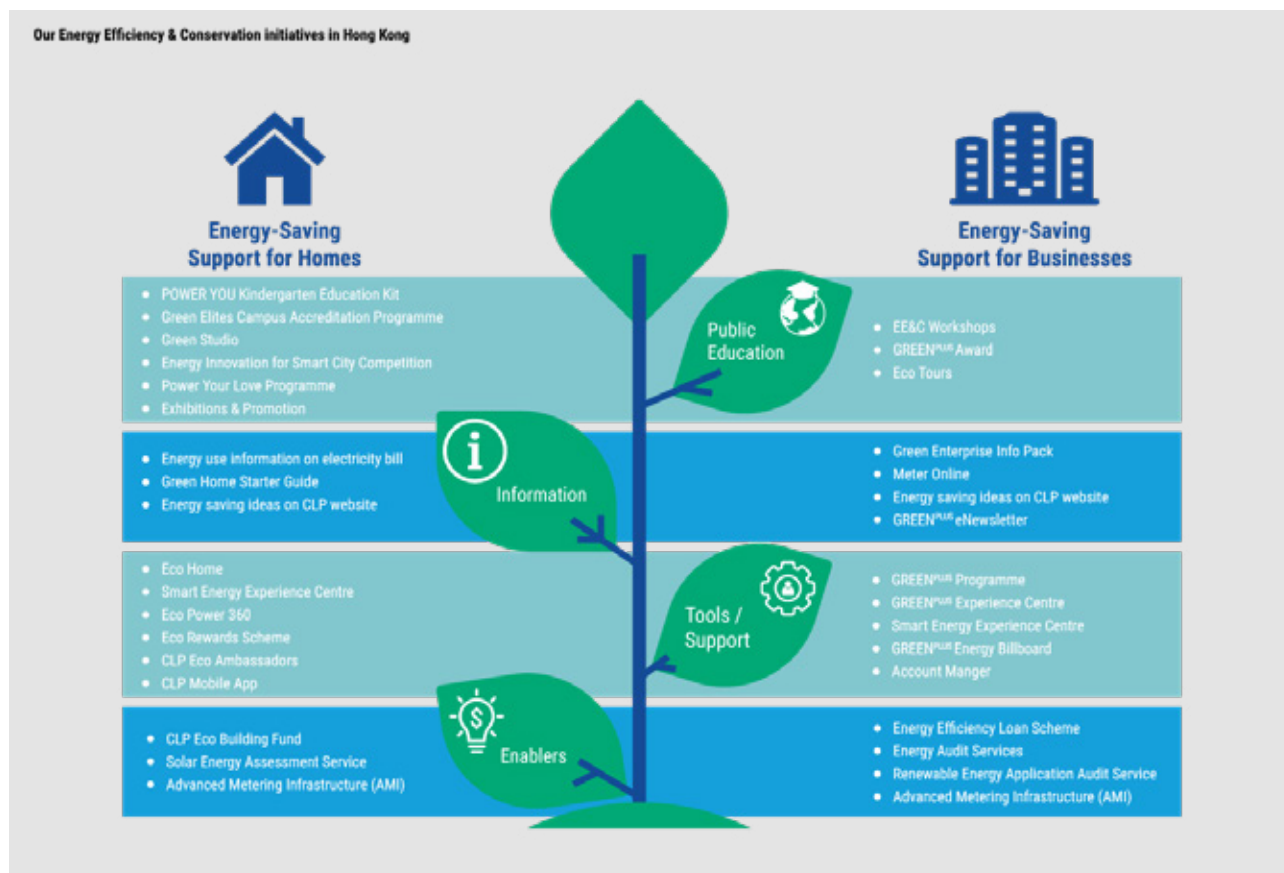 Our Energy Efficiency & Conservation initiatives in Hong Kong
Energy-Saving
Support for Homes
Energy-Saving
Support for Businesses
• POWER YOU Kindergarten Education Kit
• Green Elites Campus Accreditation Programme
• Green Studio
• Energy Innovation for Smart City Competition
• Power Your Love Programme
• Exhibitions & Promotion
Public
Education
• EE&C Workshops
• GREENPLUS Award
• Eco Tours
• Energy use information on electricity bill
• Green Home Starter Guide
• Energy saving ideas on CLP website
i
Information
• Green Enterprise Info Pack
• Meter Online
• Energy saving ideas on CLP website
• GREENPLUS eNewsletter
• Eco Home
• Smart Energy Experience Centre
• Eco Power 360
• Eco Rewards Scheme
• CLP Eco Ambassadors
• CLP Mobile App
Tools /
Support
• GREENPLUS Programme
• GREENPLUS Experience Centre
• Smart Energy Experience Centre
• GREENPLUS Energy Billboard
• Account Manger
• CLP Eco Building Fund
• Solar Energy Assessment Service
• Advanced Metering Infrastructure (AMI)
$
Enablers
• Energy Efficiency Loan Scheme
• Energy Audit Services
• Renewable Energy Application Audit Service
• Advanced Metering Infrastructure (AMI)